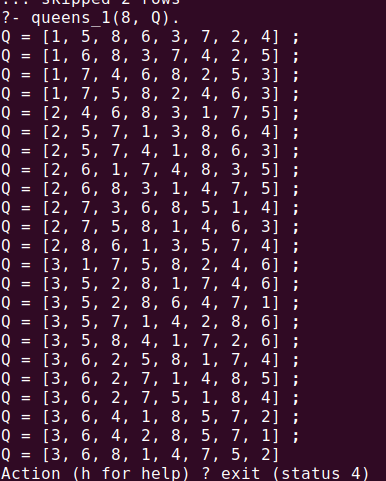 ... skipped 2 rows
?- queens_1(8, Q).
Q = [1, 5, 8, 6, 3, 7, 2, 4] ;
Q = [1, 6, 8, 3, 7, 4, 2, 5] ;
Q = [1, 7, 4, 6, 8, 2, 5, 3] ;
Q = [1, 7, 5, 8, 2, 4, 6, 3] ;
Q = [2, 4, 6, 8, 3, 1, 7, 5] ;
Q = [2, 5, 7, 1, 3, 8, 6, 4] ;
Q = [2, 5, 7, 4, 1, 8, 6, 3] ;
Q = [2, 6, 1, 7, 4, 8, 3, 5] ;
Q = [2, 6, 8, 3, 1, 4, 7, 5] ;
Q = [2, 7, 3, 6, 8, 5, 1, 4] ;
Q = [2, 7, 5, 8, 1, 4, 6, 3] ;
Q = [2, 8, 6, 1, 3, 5, 7, 4] ;
Q = [3, 1, 7, 5, 8, 2, 4, 6] ;
Q = [3, 5, 2, 8, 1, 7, 4, 6] ;
Q = [3, 5, 2, 8, 6, 4, 7, 1] ;
Q = [3, 5, 7, 1, 4, 2, 8, 6] ;
Q = [3, 5, 8, 4, 1, 7, 2, 6] ;
Q = [3, 6, 2, 5, 8, 1, 7, 4] ;
Q = [3, 6, 2, 7, 1, 4, 8, 5] ;
Q = [3, 6, 2, 7, 5, 1, 8, 4] ;
Q = [3, 6, 4, 1, 8, 5, 7, 2] ;
Q = [3, 6, 4, 2, 8, 5, 7, 1] ;
Q = [3, 6, 8, 1, 4, 7, 5, 2]
Action (h for help) ? exit (status 4)